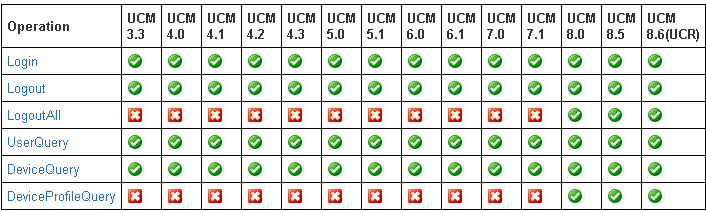 Operation UCM 3.3 UCM 4.0 UCM 4.1 UCM 4.2 UCM 4.3 UCM 5.0 UCM 5.1 UCM 6.0 UCM 6.1 UCM 7.0 UCM 7.1 UCM 8.0 UCM 8.5 UCM 8.6(UCR)
Login
Logout
LogoutAll
UserQuery
DeviceQuery
DeviceProfileQuery